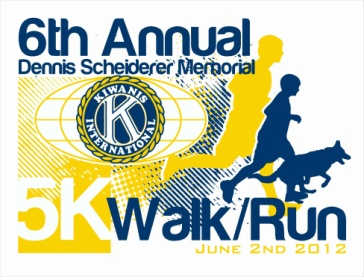 6th Annual
Dennis Scheiderer Memorial
KIWANIS
K
INTERNATIONAL
5K Walk/Run
June 2nd 2012